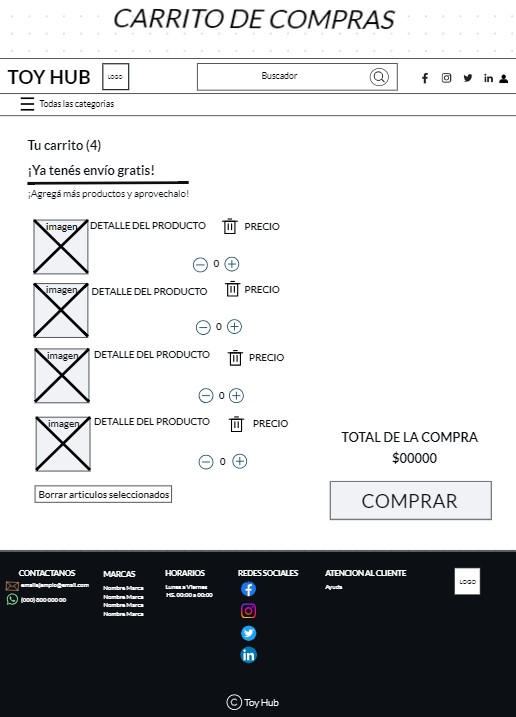 CARRITO DE COMPRAS
TOY HUB
LOGO
Buscador
Todas las categorias
Tu carrito (4)
¡Ya tenés envío gratis!
¡Agregá más productos y aprovechalo!
imagen DETALLE DEL PRODUCTO PRECIO
0
imagen DETALLE DEL PRODUCTO PRECIO
0
imagen DETALLE DEL PRODUCTO PRECIO
0
imagen DETALLE DEL PRODUCTO PRECIO
0
Borrar articulos seleccionados
TOTAL DE LA COMPRA
$00000
COMPRAR
CONTACTANOS
emailejemplo@email.com
(000) 800 000 00
MARCAS
Nombre Marca
Nombre Marca
Nombre Marca
Nombre Marca
HORARIOS
Lunes a Viernes
HS. 00:00 a 00:00
REDES SOCIALES
ATENCION AL CLIENTE
Ayuda
LOGO
© Toy Hub